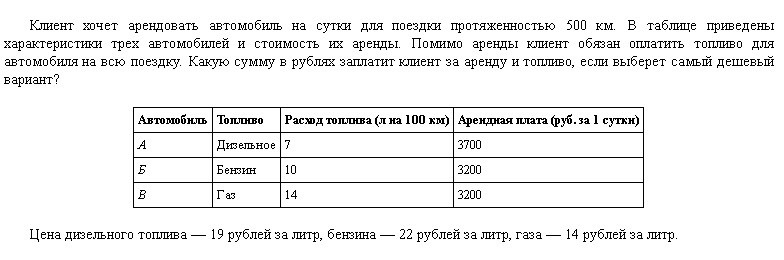 Клиент хочет арендовать автомобиль на сутки для поездки протяженностью 500 км. В таблице приведены
характеристики трех автомобилей и стоимость их аренды. Помимо аренды клиент обязан оплатить топливо для
автомобиля на всю поездку. Какую сумму в рублях заплатит клиент за аренду и топливо, если выберет самый дешевый
вариант?
Автомобиль Топливо Расход топлива (л на 100 км) Арендная плата (руб. за 1 сутки)
А Дизельное 7 3700
Б Бензин 10 3200
В Газ 14 3200
Цена дизельного топлива — 19 рублей за литр, бензина — 22 рублей за литр, газа — 14 рублей за литр.